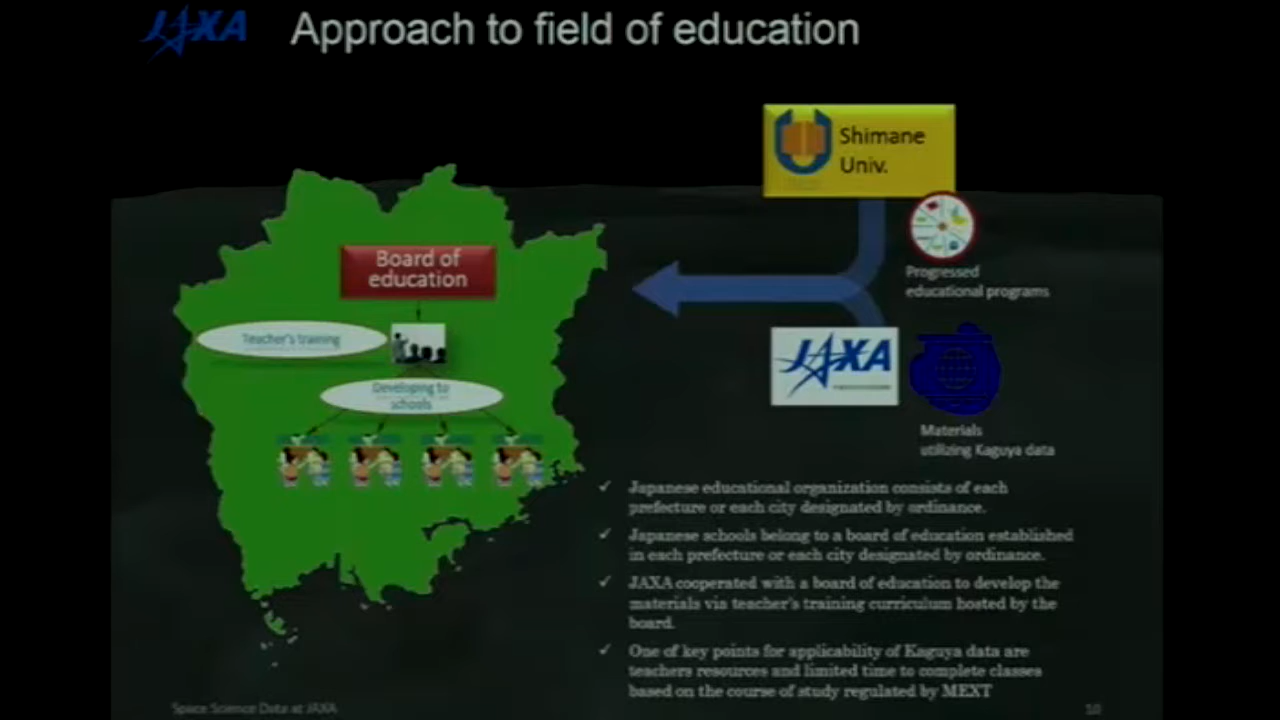 JAXA
Approach to field of education
Shimane
Univ.
Board of
education
Progressed
educational programs
Teacher's training
JAXA
Developing to
schools
Materials
utilizing Kaguya data
✓ Japanese educational organization consists of each
prefecture or each city designated by ordinance.
✓ Japanese schools belong to a board of education established
in each prefecture or each city designated by ordinance.
✓ JAXA cooperated with a board of education to develop the
materials via teacher's training curriculum hosted by the
board.
✓ One of key points for applicability of Kaguya data are
teachers resources and limited time to complete classes
based on the course of study regulated by MEXT
Space Science Data at JAXA
10